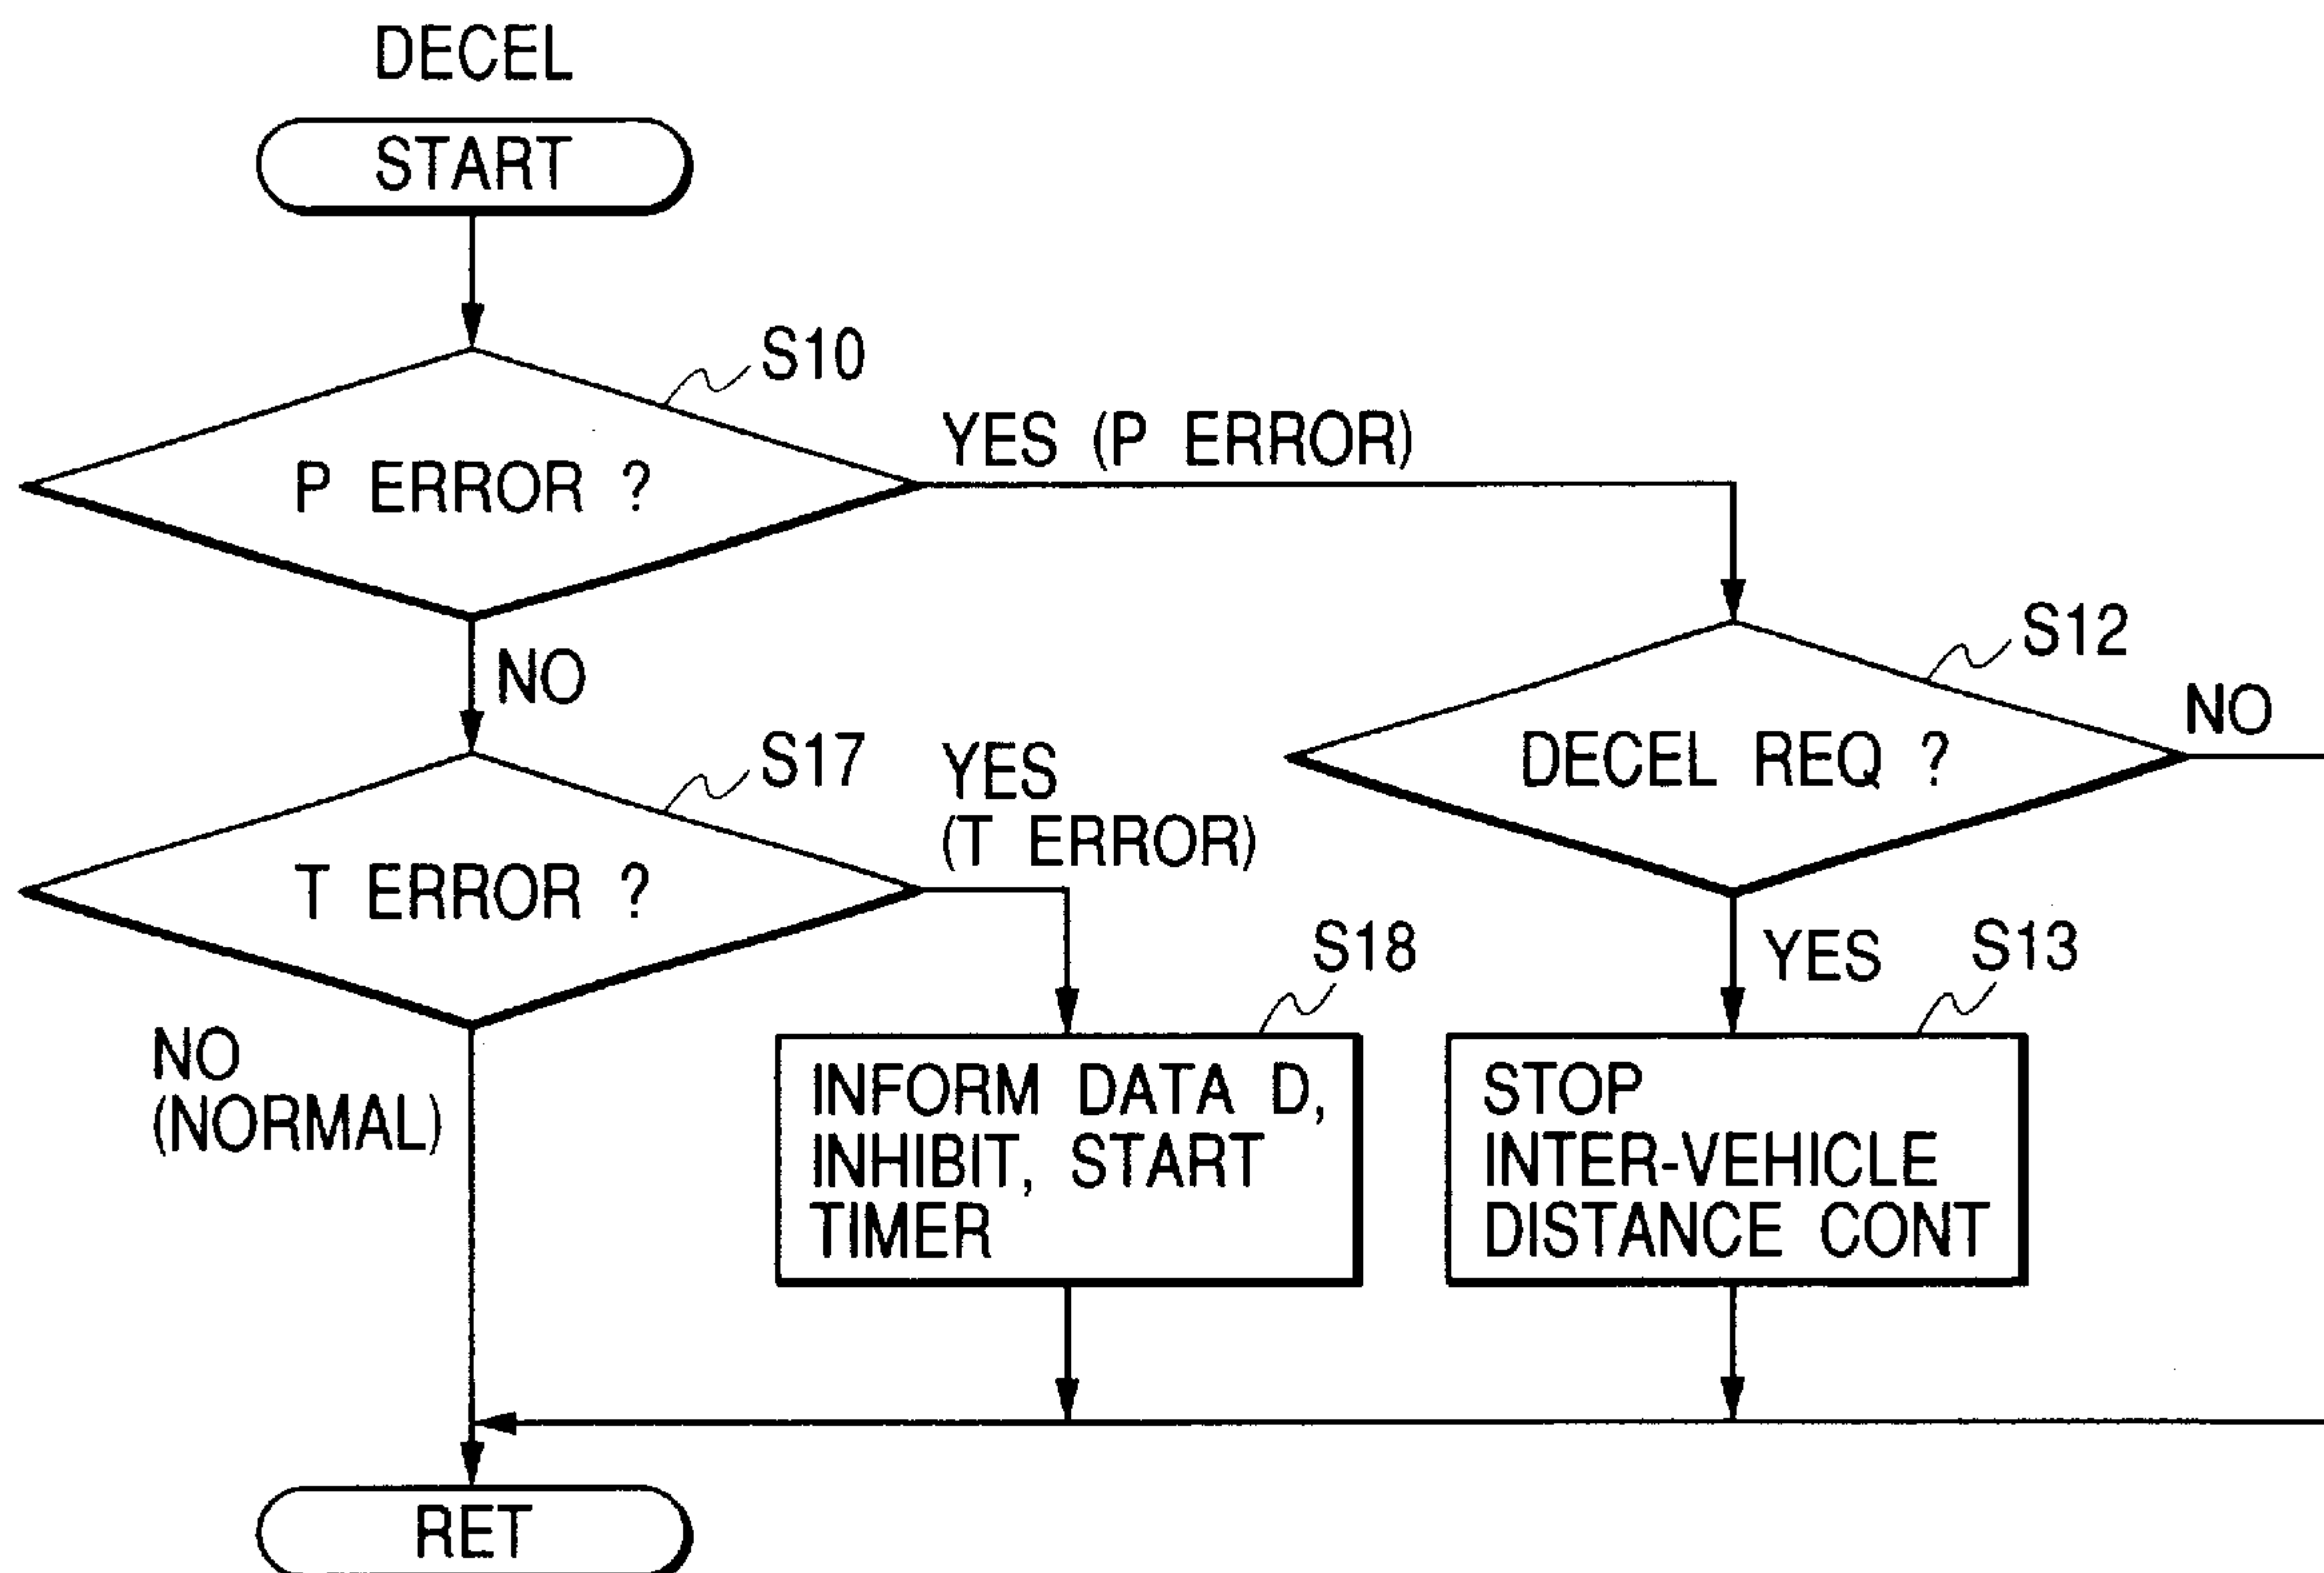 DECEL
START
S10
P ERROR ?
YES (P ERROR)
NO
S12
DECEL REQ ?
NO
S17
T ERROR ?
YES
(T ERROR)
YES
S18
S13
NO
(NORMAL)
INFORM DATA D,
INHIBIT, START
TIMER
STOP
INTER-VEHICLE
DISTANCE CONT
RET